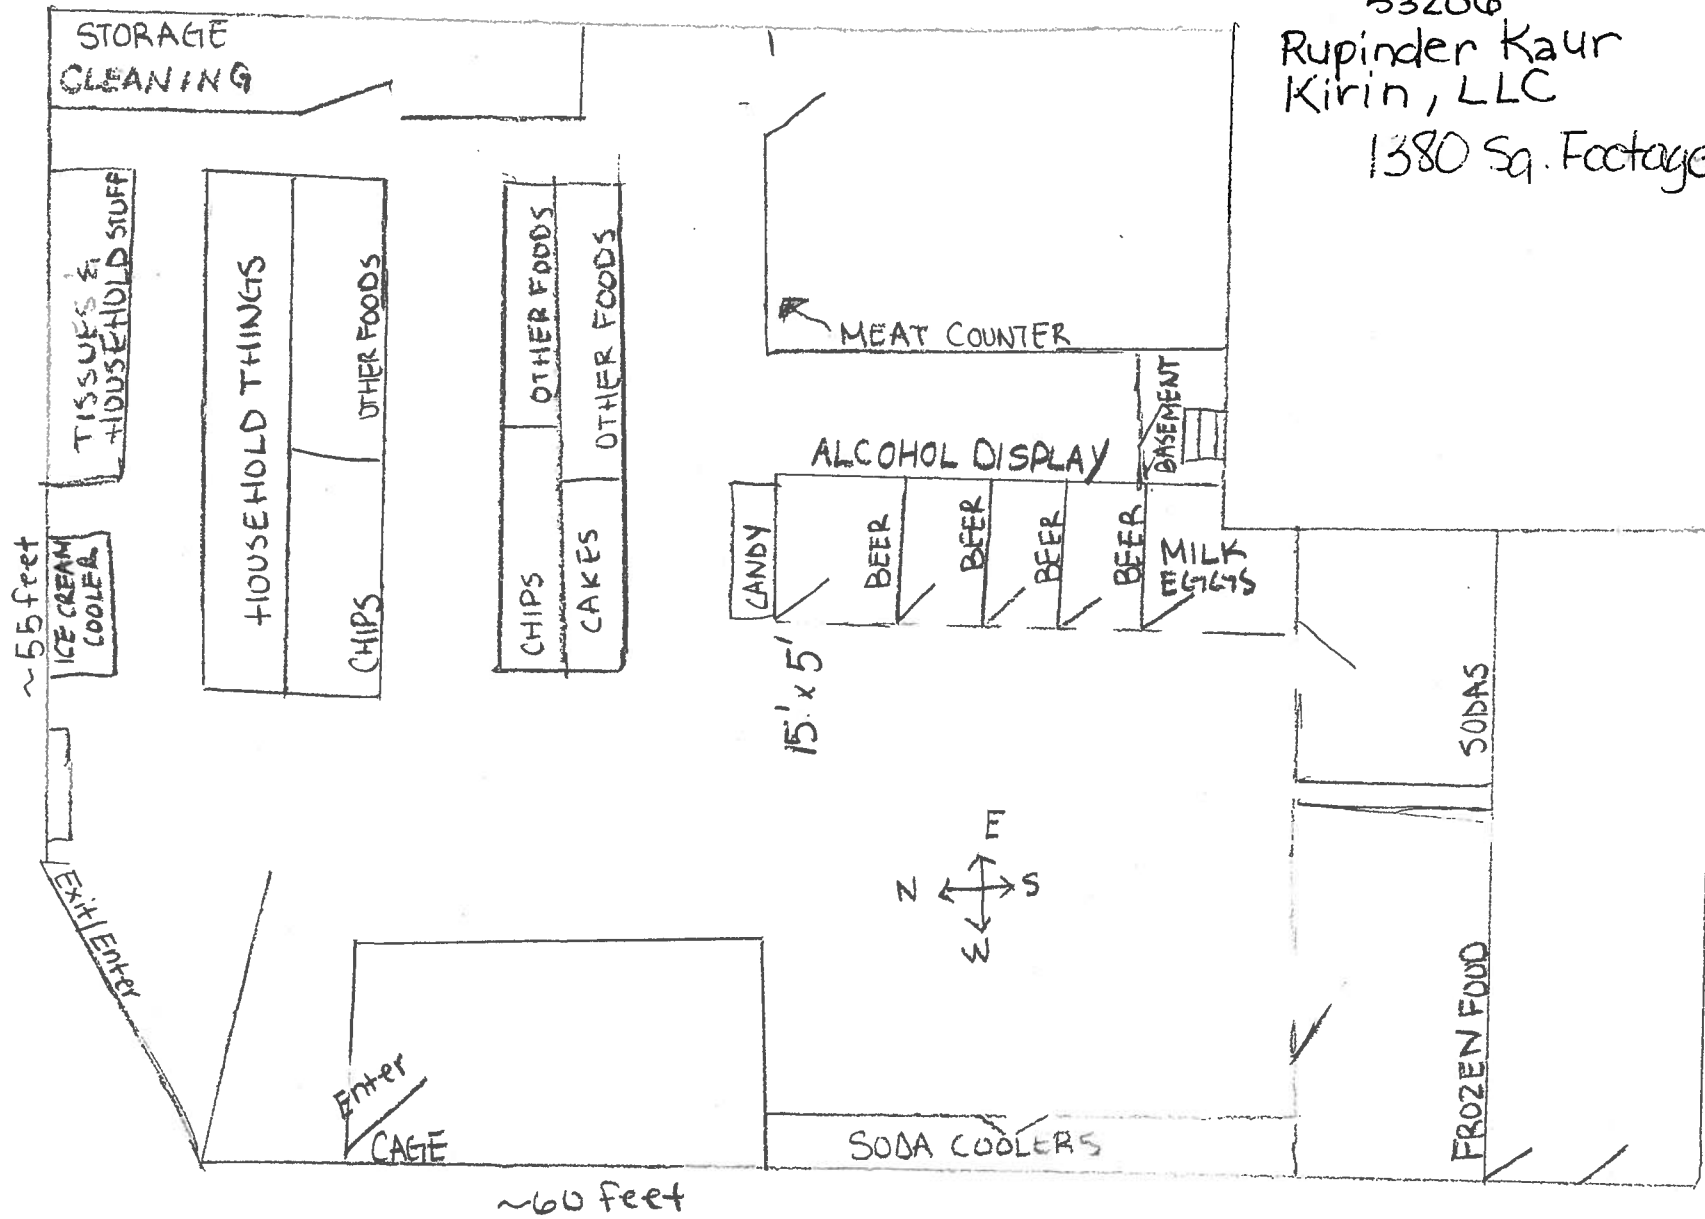 53206
Rupinder Kaur
Kirin, LLC
1380 Sq. Footage
STORAGE
CLEANING
TISSUES &
HOUSEHOLD STUFF
HOUSEHOLD THINGS
OTHER FOODS
CHIPS
OTHER FOODS
OTHER FOODS
CHIPS
CAKES
MEAT COUNTER
BASEMENT
ALCOHOL DISPLAY
CANDY
BEER
BEER
BEER
BEER
MILK
EGGS
15' x 5'
~55 feet
ICE CREAM
COOLER
SODAS
E
N
S
W
Exit/Enter
Enter
CAGE
SODA COOLERS
FROZEN FOOD
~60 feet